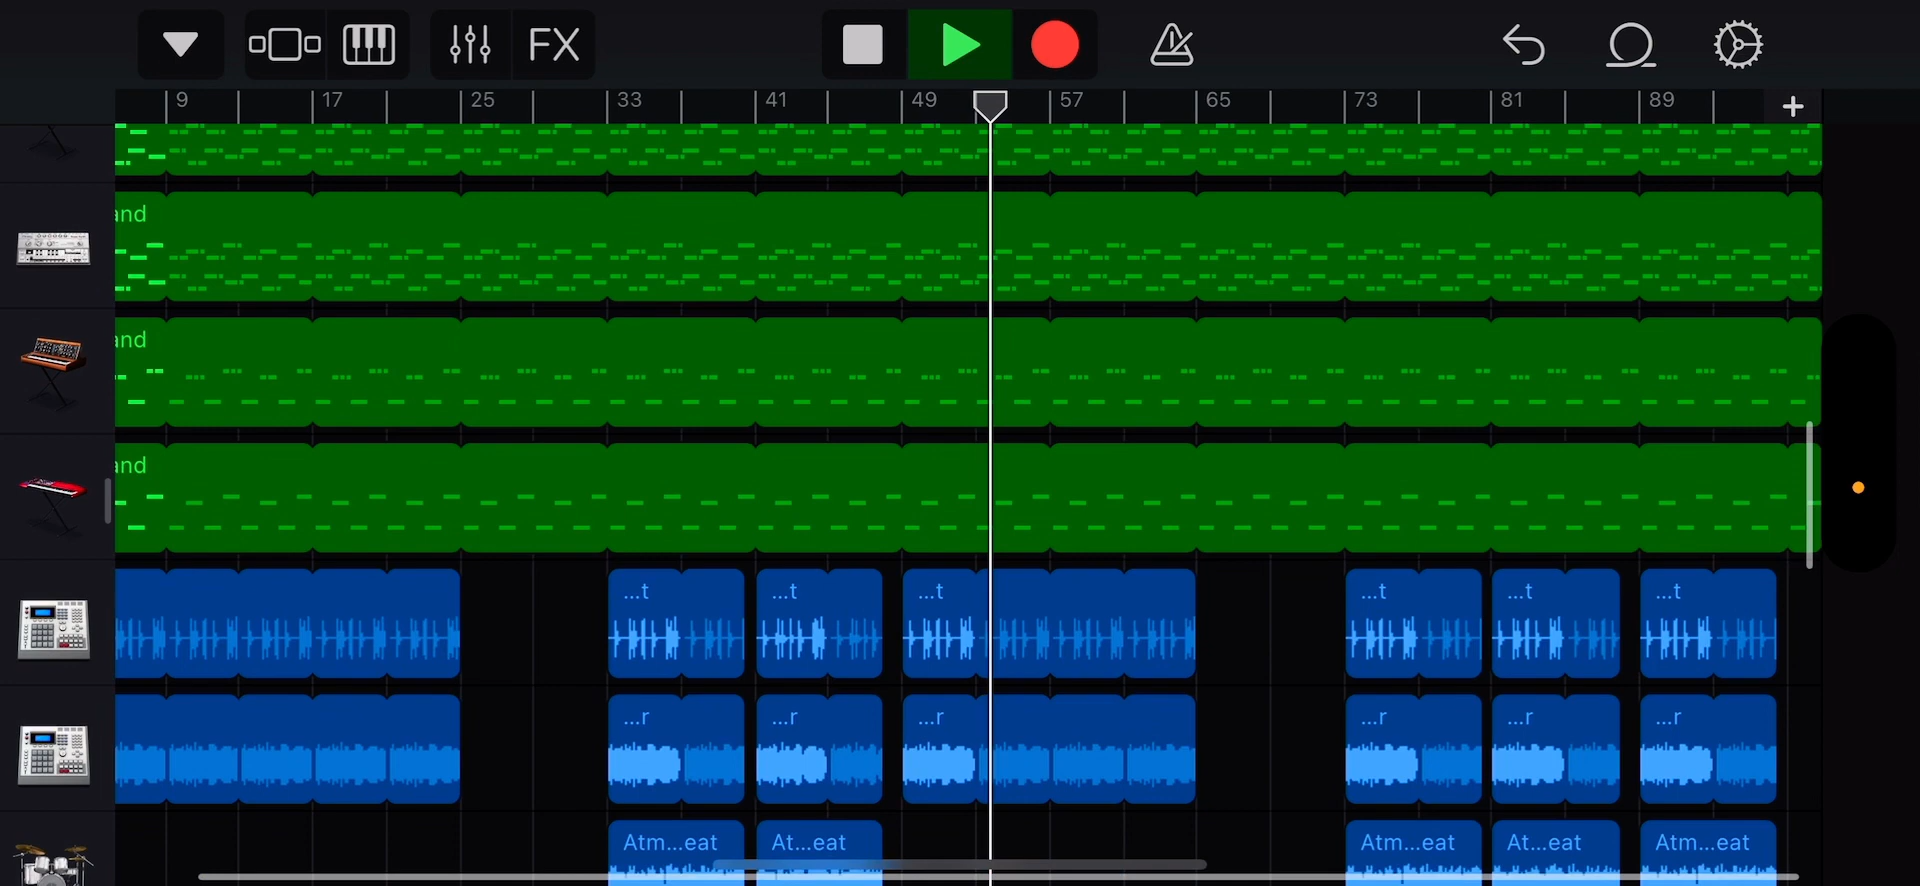 FX
9 17 25 33 41 49 57 65 73 81 89 +
and
and
and
...t ...t ...t ...t ...t ...t
...r ...r ...r ...r ...r ...r
Atm...eat At...eat Atm...eat At...eat Atm...eat